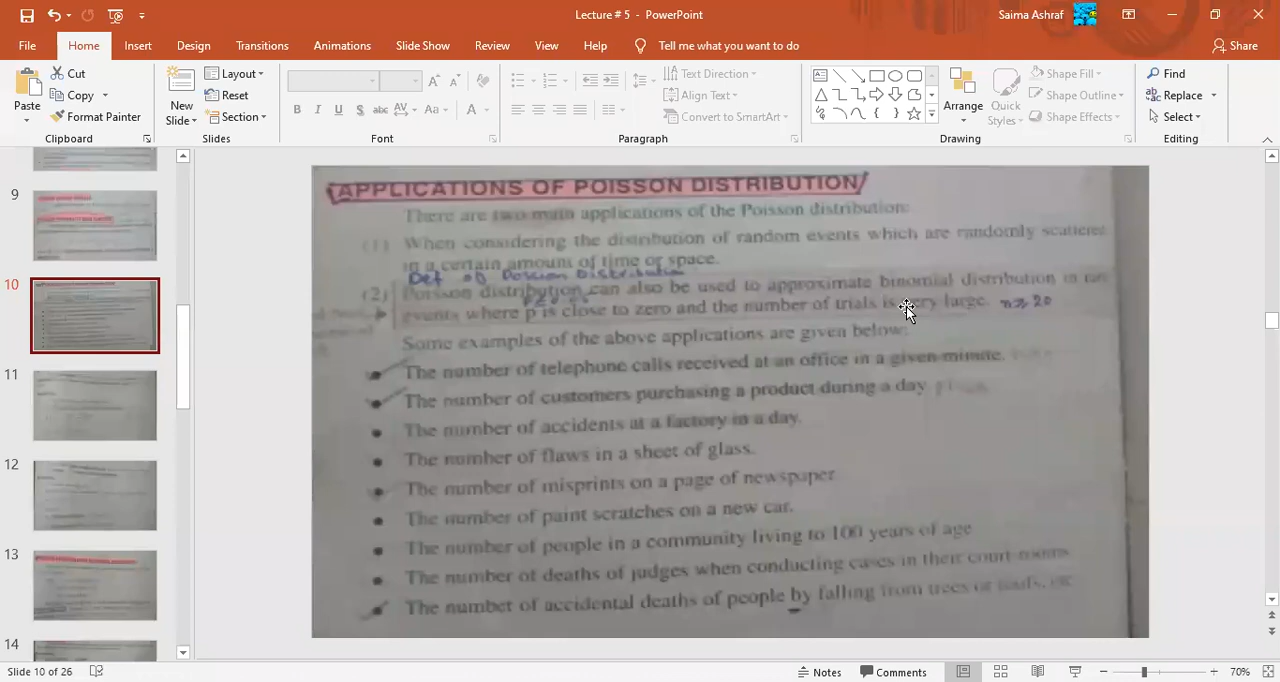 Lecture # 5 - PowerPoint
Saima Ashraf
File Home Insert Design Transitions Animations Slide Show Review View Help Tell me what you want to do Share
Paste
Cut
Copy
Format Painter
Clipboard
New
Slide
Layout
Reset
Section
Slides
B I U S abc AV Aa A
Font
Text Direction
Align Text
Convert to SmartArt
Paragraph
Arrange
Quick
Styles
Shape Fill
Shape Outline
Shape Effects
Drawing
Find
Replace
Select
Editing
9
10
11
12
13
14
APPLICATIONS OF POISSON DISTRIBUTION
There are two main applications of the Poisson distribution:
(1) When considering the distribution of random events which are randomly scattered
in a certain amount of time or space.
Def of Poission Distribution
(2) Poisson distribution can also be used to approximate binomial distribution in
events where p is close to zero and the number of trials is very large. n ≥ 20
Some examples of the above applications are given below:
• The number of telephone calls received at an office in a given minute.
• The number of customers purchasing a product during a day
• The number of accidents at a factory in a day.
• The number of flaws in a sheet of glass.
• The number of misprints on a page of newspaper
• The number of paint scratches on a new car.
• The number of people in a community living to 100 years of age
• The number of deaths of judges when conducting cases in their court rooms
• The number of accidental deaths of people by falling from trees or roofs, etc
Slide 10 of 26
Notes
Comments
70%